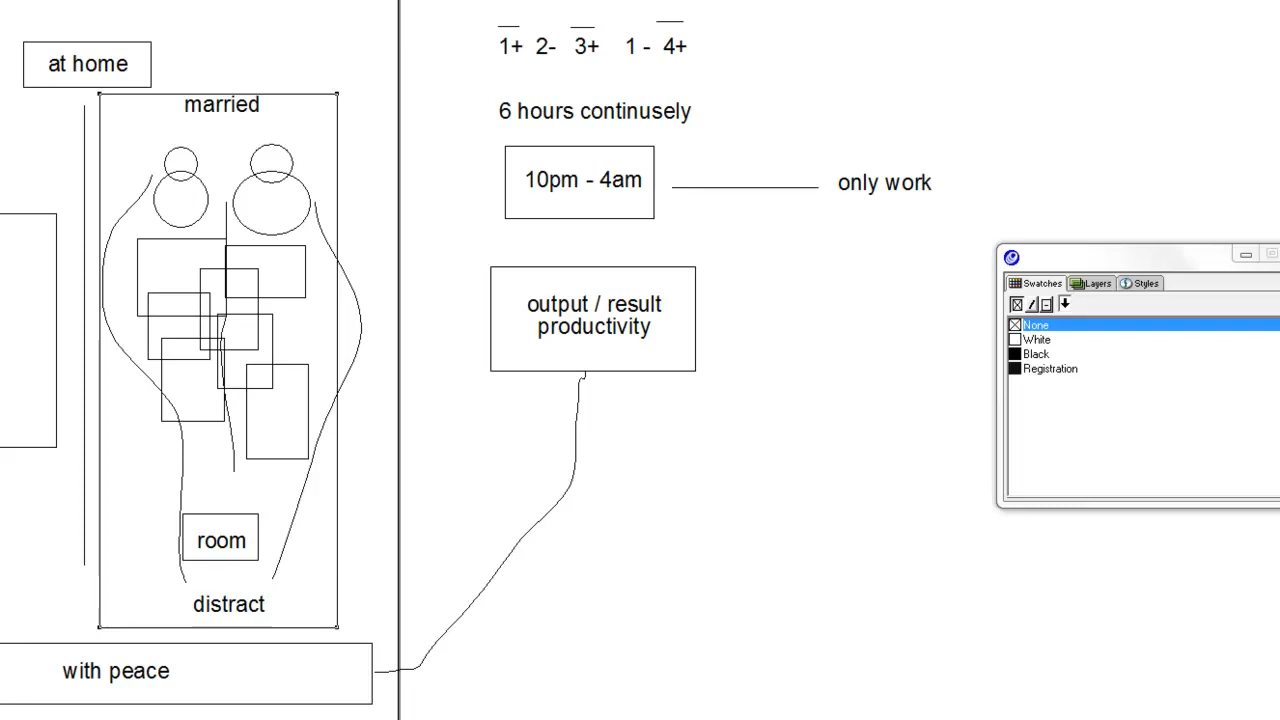 at home
married
room
distract
with peace
1+ 2- 3+ 1 - 4+
6 hours continusely
10pm - 4am
only work
output / result
productivity
Swatches Layers Styles
None
White
Black
Registration